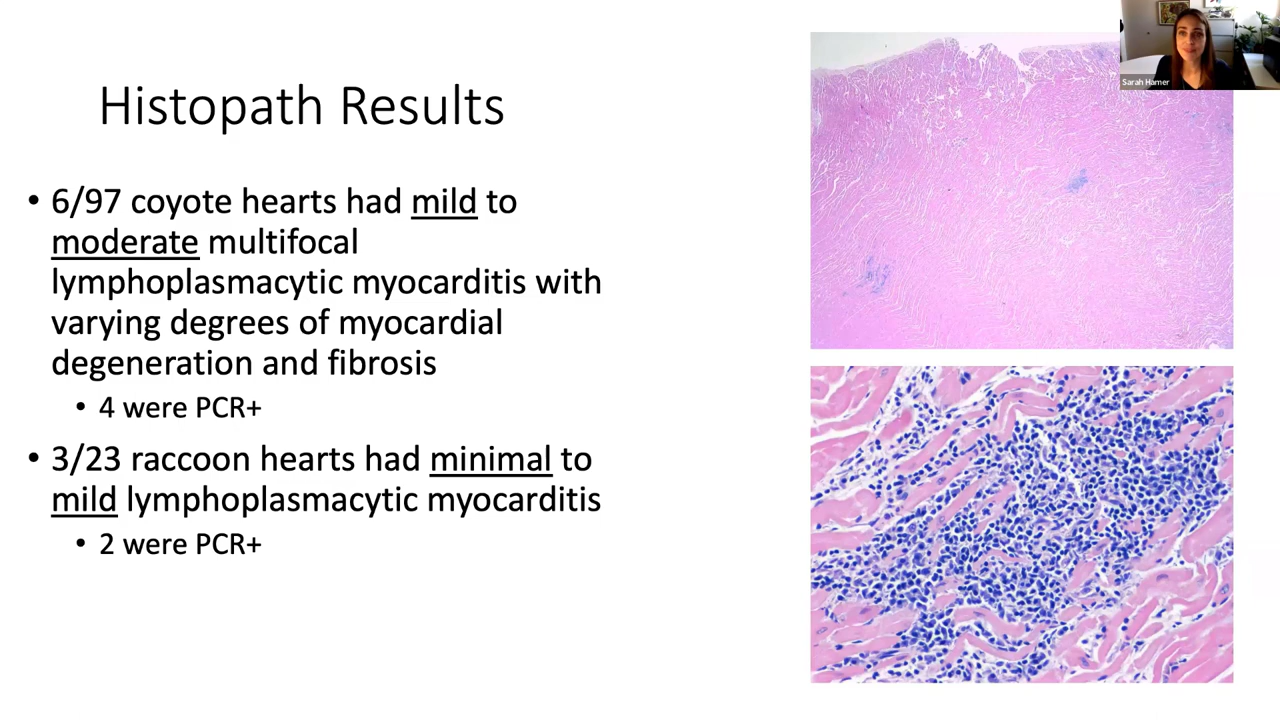 Histopath Results
• 6/97 coyote hearts had mild to
moderate multifocal
lymphoplasmacytic myocarditis with
varying degrees of myocardial
degeneration and fibrosis
• 4 were PCR+
• 3/23 raccoon hearts had minimal to
mild lymphoplasmacytic myocarditis
• 2 were PCR+
Sarah Hamer